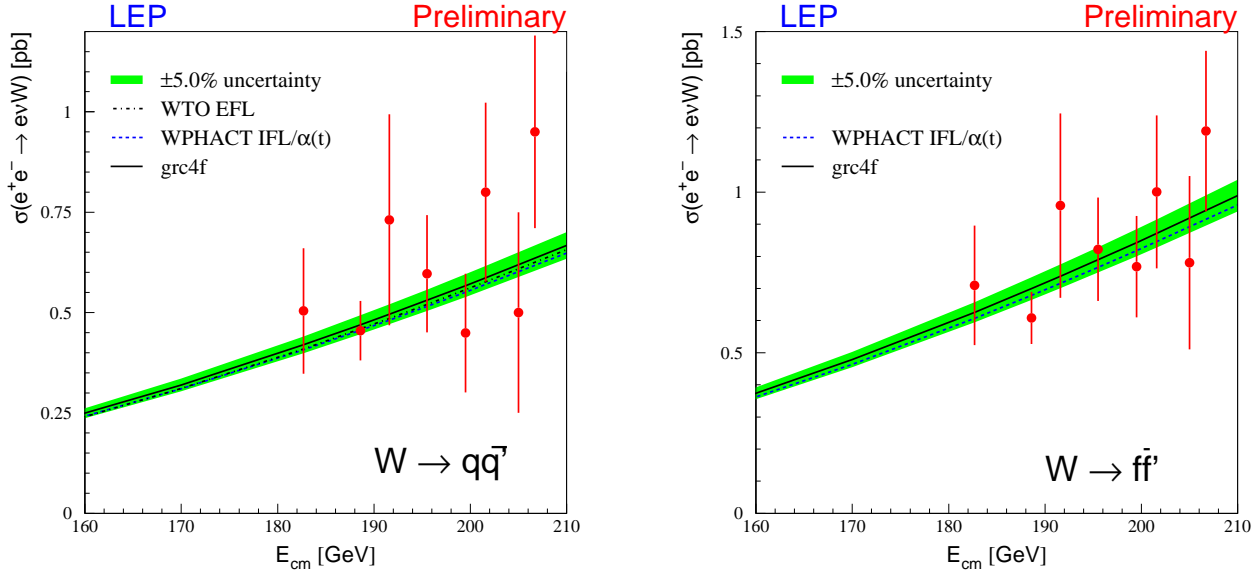 LEP Preliminary
σ(e⁺e⁻ → eνW) [pb]
±5.0% uncertainty
WTO EFL
WPHACT IFL/α(t)
grc4f
1
0.75
0.5
0.25
0
W → qq̄'
160 170 180 190 200 210
E_cm [GeV]
LEP Preliminary
σ(e⁺e⁻ → eνW) [pb]
1.5
±5.0% uncertainty
WPHACT IFL/α(t)
grc4f
1
0.5
0
W → ff̄'
160 170 180 190 200 210
E_cm [GeV]